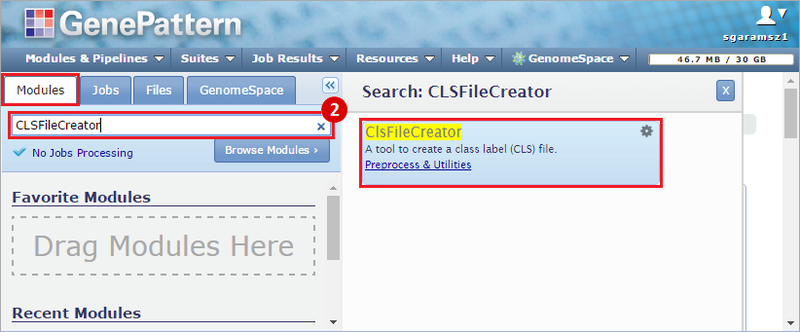 GenePattern
sgaramsz1
Modules & Pipelines Suites Job Results Resources Help GenomeSpace 46.7 MB / 30 GB
Modules Jobs Files GenomeSpace «
2
CLSFileCreator ×
No Jobs Processing Browse Modules ›
Favorite Modules
Drag Modules Here
Recent Modules
Search: CLSFileCreator X
ClsFileCreator
A tool to create a class label (CLS) file.
Preprocess & Utilities